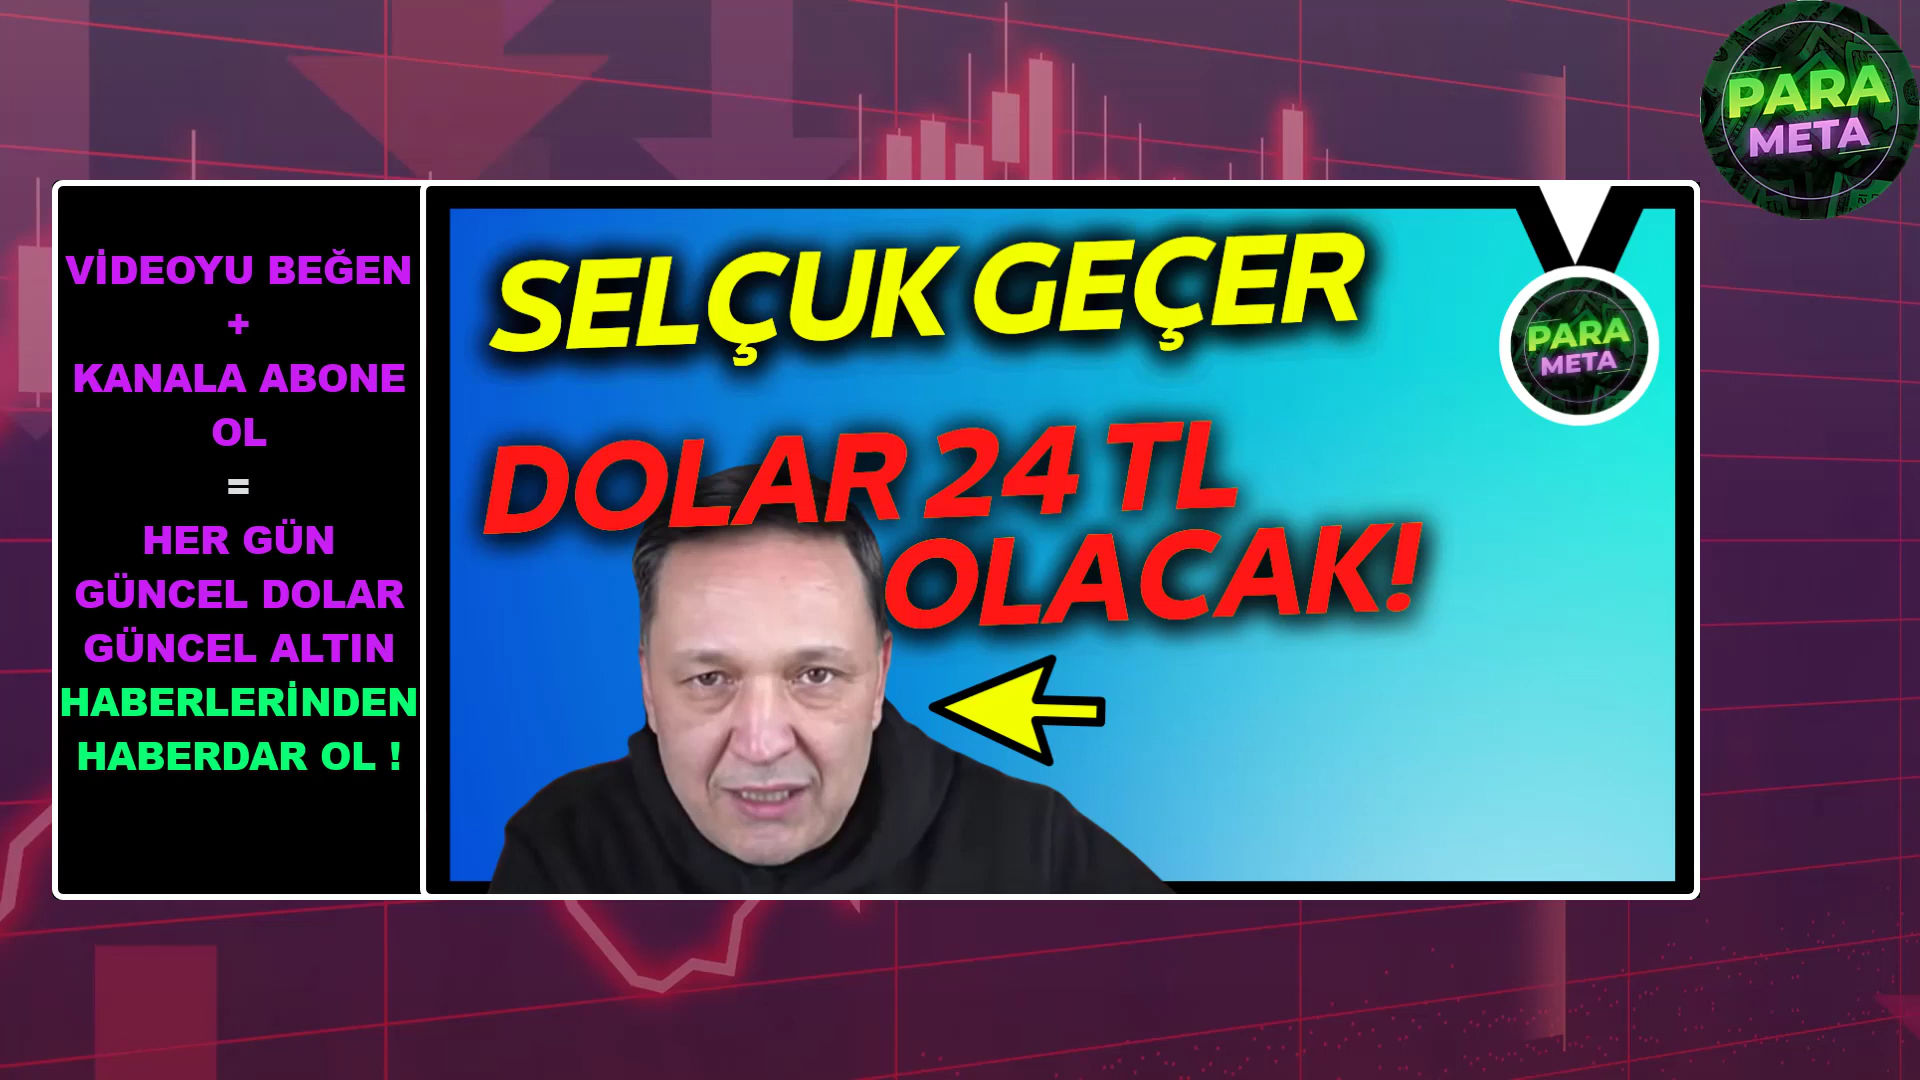 PARA
META
VİDEOYU BEĞEN
+
KANALA ABONE
OL
=
HER GÜN
GÜNCEL DOLAR
GÜNCEL ALTIN
HABERLERİNDEN
HABERDAR OL !
SELÇUK GEÇER
PARA
META
DOLAR 24 TL
OLACAK!